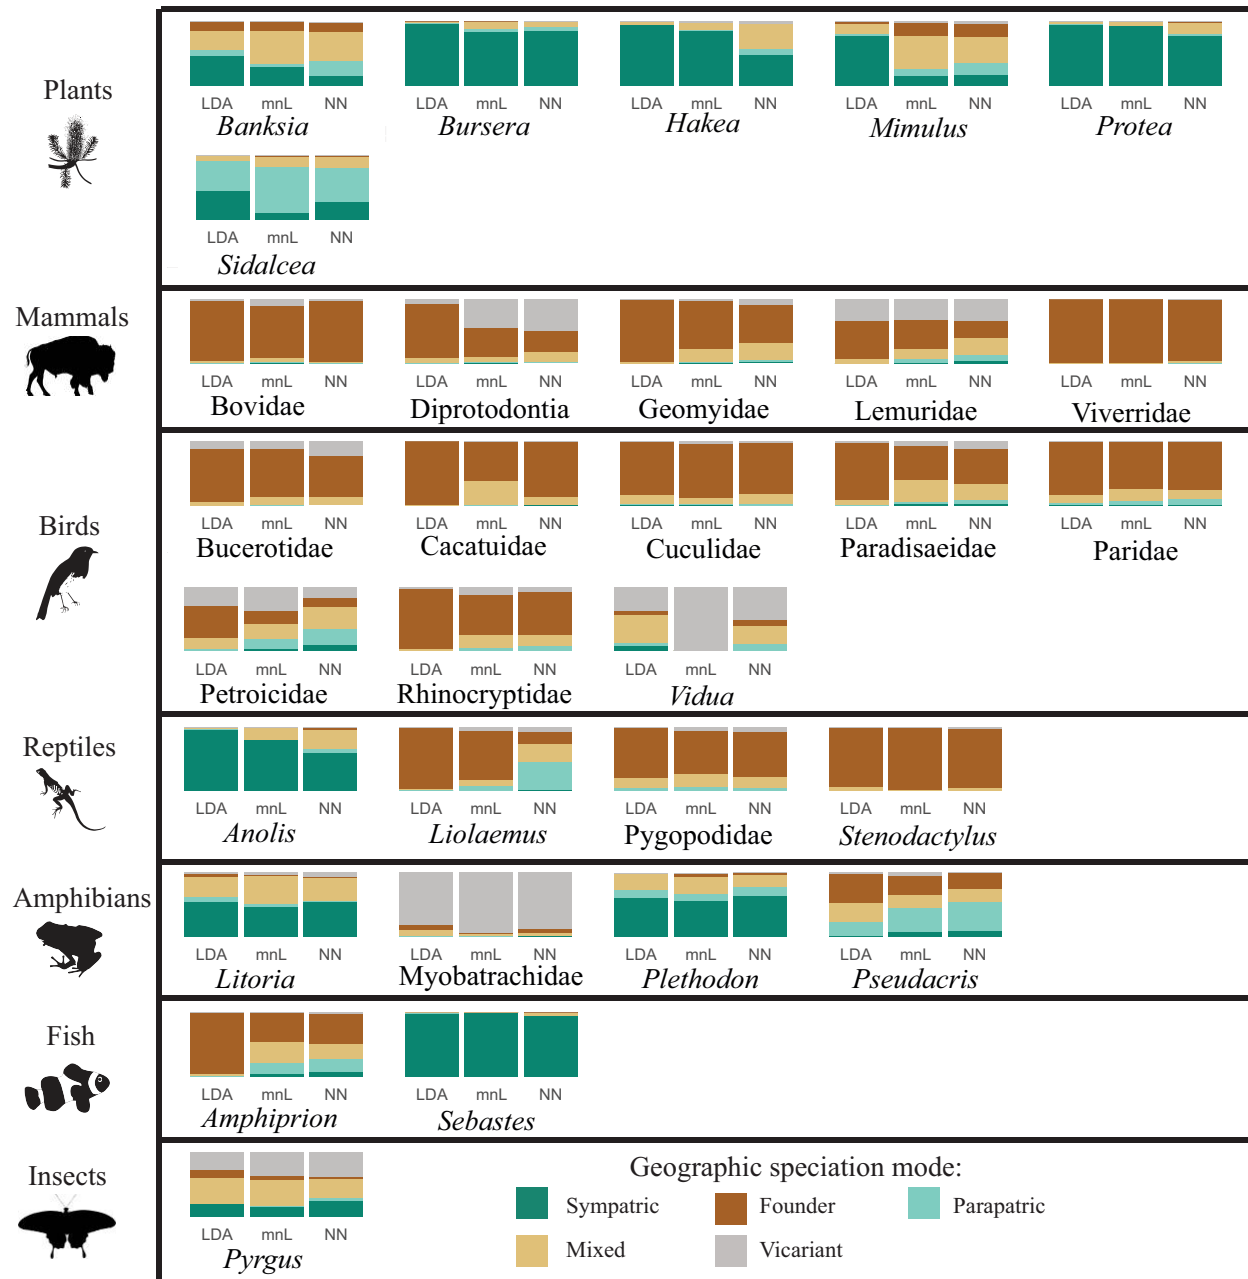 Plants
LDA mnL NN LDA mnL NN LDA mnL NN LDA mnL NN LDA mnL NN
Banksia Bursera Hakea Mimulus Protea
LDA mnL NN
Sidalcea
Mammals
LDA mnL NN LDA mnL NN LDA mnL NN LDA mnL NN LDA mnL NN
Bovidae Diprotodontia Geomyidae Lemuridae Viverridae
Birds
LDA mnL NN LDA mnL NN LDA mnL NN LDA mnL NN LDA mnL NN
Bucerotidae Cacatuidae Cuculidae Paradisaeidae Paridae
LDA mnL NN LDA mnL NN LDA mnL NN
Petroicidae Rhinocryptidae Vidua
Reptiles
LDA mnL NN LDA mnL NN LDA mnL NN LDA mnL NN
Anolis Liolaemus Pygopodidae Stenodactylus
Amphibians
LDA mnL NN LDA mnL NN LDA mnL NN LDA mnL NN
Litoria Myobatrachidae Plethodon Pseudacris
Fish
LDA mnL NN LDA mnL NN
Amphiprion Sebastes
Insects
LDA mnL NN
Pyrgus
Geographic speciation mode:
Sympatric Founder Parapatric
Mixed Vicariant